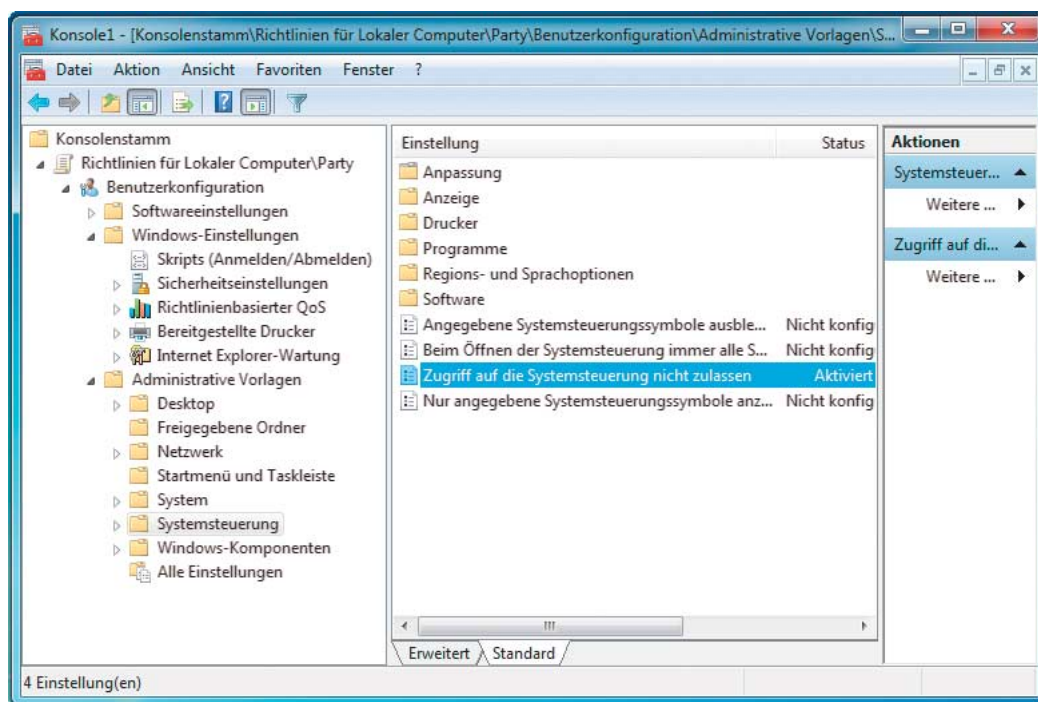 Konsole1 - [Konsolenstamm\Richtlinien für Lokaler Computer\Party\Benutzerkonfiguration\Administrative Vorlagen\S...
Datei Aktion Ansicht Favoriten Fenster ?
Konsolenstamm
Richtlinien für Lokaler Computer\Party
Benutzerkonfiguration
Softwareeinstellungen
Windows-Einstellungen
Skripts (Anmelden/Abmelden)
Sicherheitseinstellungen
Richtlinienbasierter QoS
Bereitgestellte Drucker
Internet Explorer-Wartung
Administrative Vorlagen
Desktop
Freigegebene Ordner
Netzwerk
Startmenü und Taskleiste
System
Systemsteuerung
Windows-Komponenten
Alle Einstellungen
Einstellung Status
Anpassung
Anzeige
Drucker
Programme
Regions- und Sprachoptionen
Software
Angegebene Systemsteuerungssymbole ausble... Nicht konfig
Beim Öffnen der Systemsteuerung immer alle S... Nicht konfig
Zugriff auf die Systemsteuerung nicht zulassen Aktiviert
Nur angegebene Systemsteuerungssymbole anz... Nicht konfig
Erweitert Standard
Aktionen
Systemsteuer...
Weitere ...
Zugriff auf di...
Weitere ...
4 Einstellung(en)